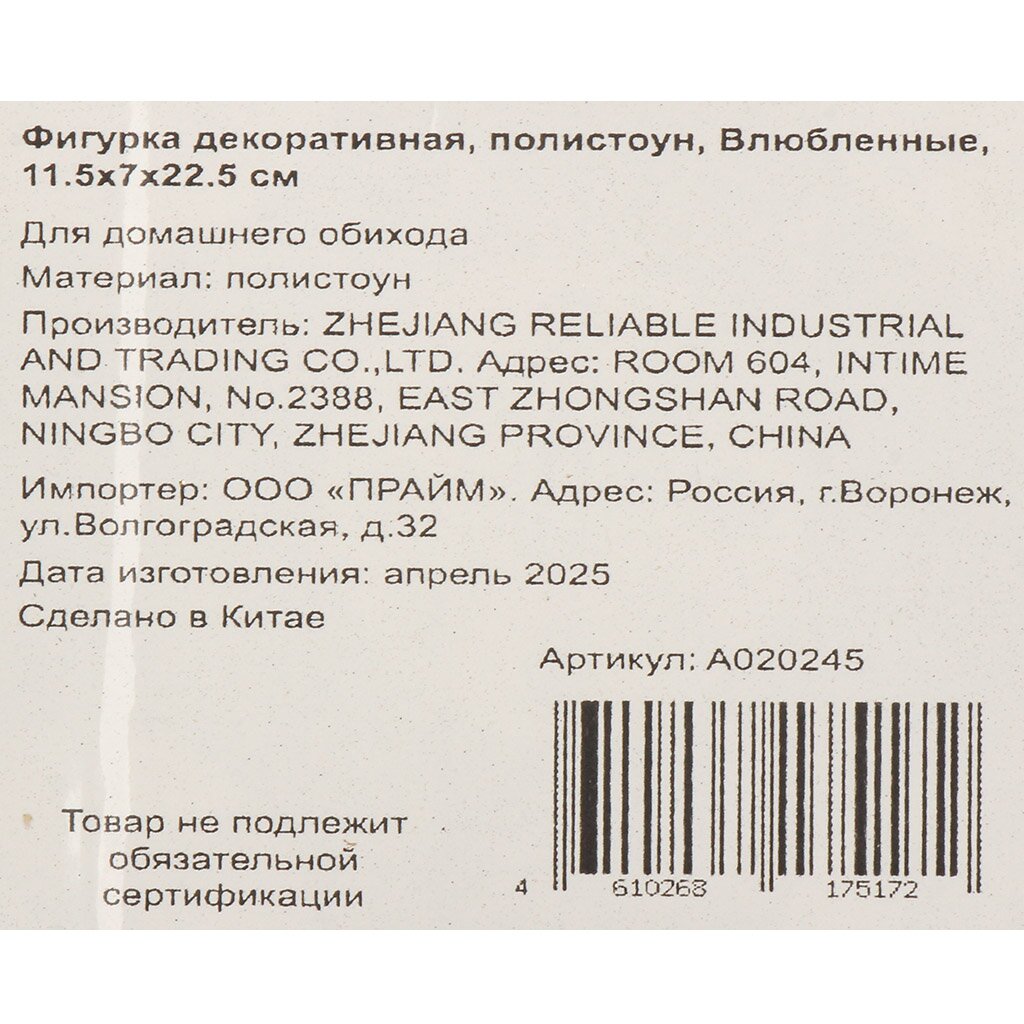 Фигурка декоративная, полистоун, Влюбленные,
11.5x7x22.5 см
Для домашнего обихода
Материал: полистоун
Производитель: ZHEJIANG RELIABLE INDUSTRIAL
AND TRADING CO.,LTD. Адрес: ROOM 604, INTIME
MANSION, No.2388, EAST ZHONGSHAN ROAD,
NINGBO CITY, ZHEJIANG PROVINCE, CHINA
Импортер: ООО «ПРАЙМ». Адрес: Россия, г.Воронеж,
ул.Волгоградская, д.32
Дата изготовления: апрель 2025
Сделано в Китае
Артикул: A020245
Товар не подлежит
обязательной
сертификации
4 610268 175172